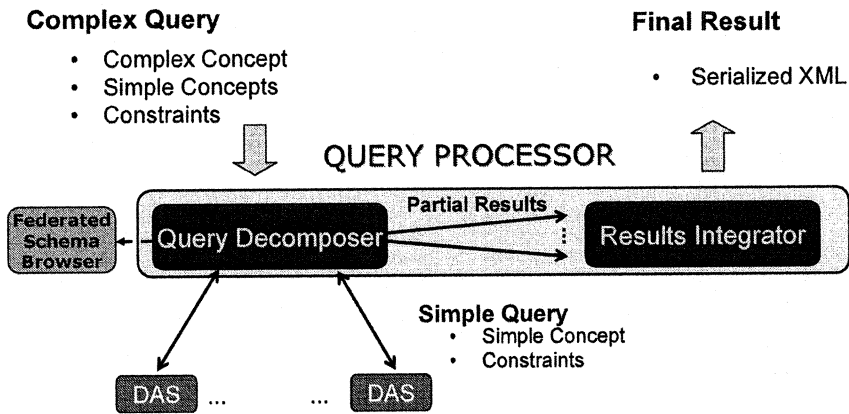 Complex Query
• Complex Concept
• Simple Concepts
• Constraints
Final Result
• Serialized XML
QUERY PROCESSOR
Federated
Schema
Browser
Query Decomposer
Partial Results
⋮
Results Integrator
Simple Query
• Simple Concept
• Constraints
DAS ... ... DAS